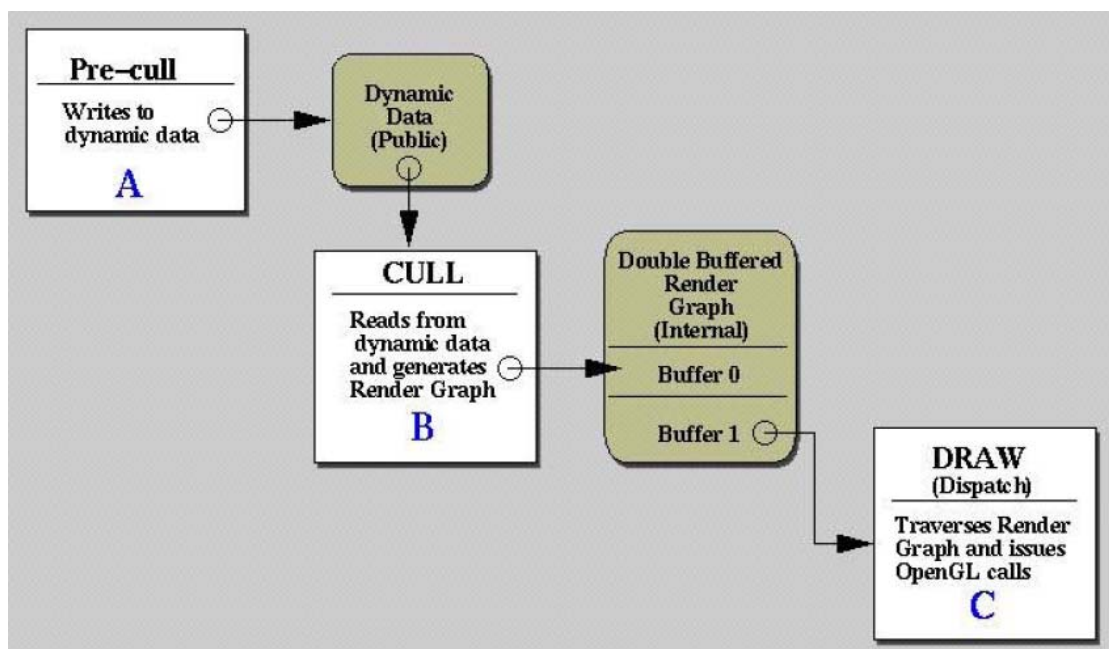 Pre-cull
Writes to
dynamic data
A
Dynamic
Data
(Public)
CULL
Reads from
dynamic data
and generates
Render Graph
B
Double Buffered
Render
Graph
(Internal)
Buffer 0
Buffer 1
DRAW
(Dispatch)
Traverses Render
Graph and issues
OpenGL calls
C